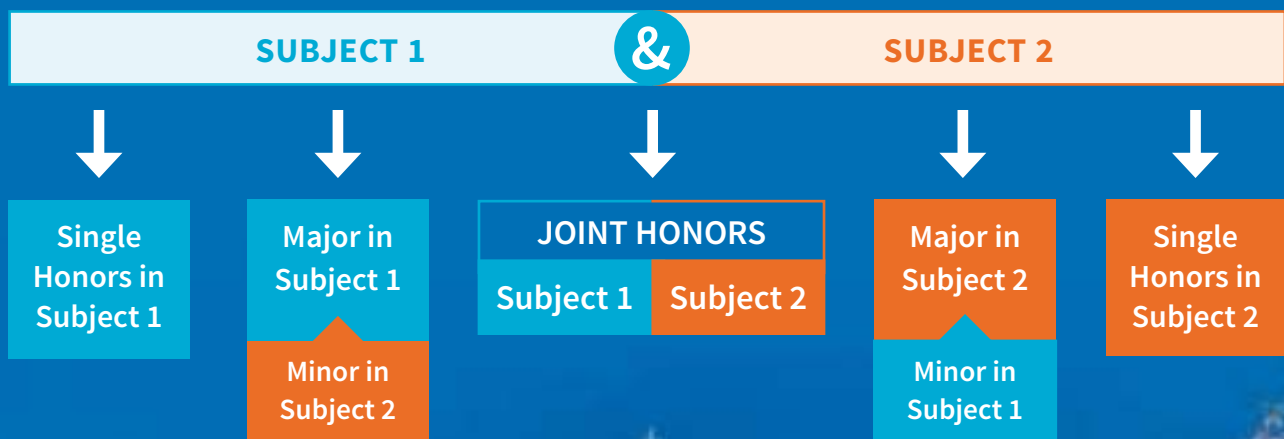 SUBJECT 1 & SUBJECT 2
Single
Honors in
Subject 1
Major in
Subject 1
Minor in
Subject 2
JOINT HONORS
Subject 1 Subject 2
Major in
Subject 2
Minor in
Subject 1
Single
Honors in
Subject 2